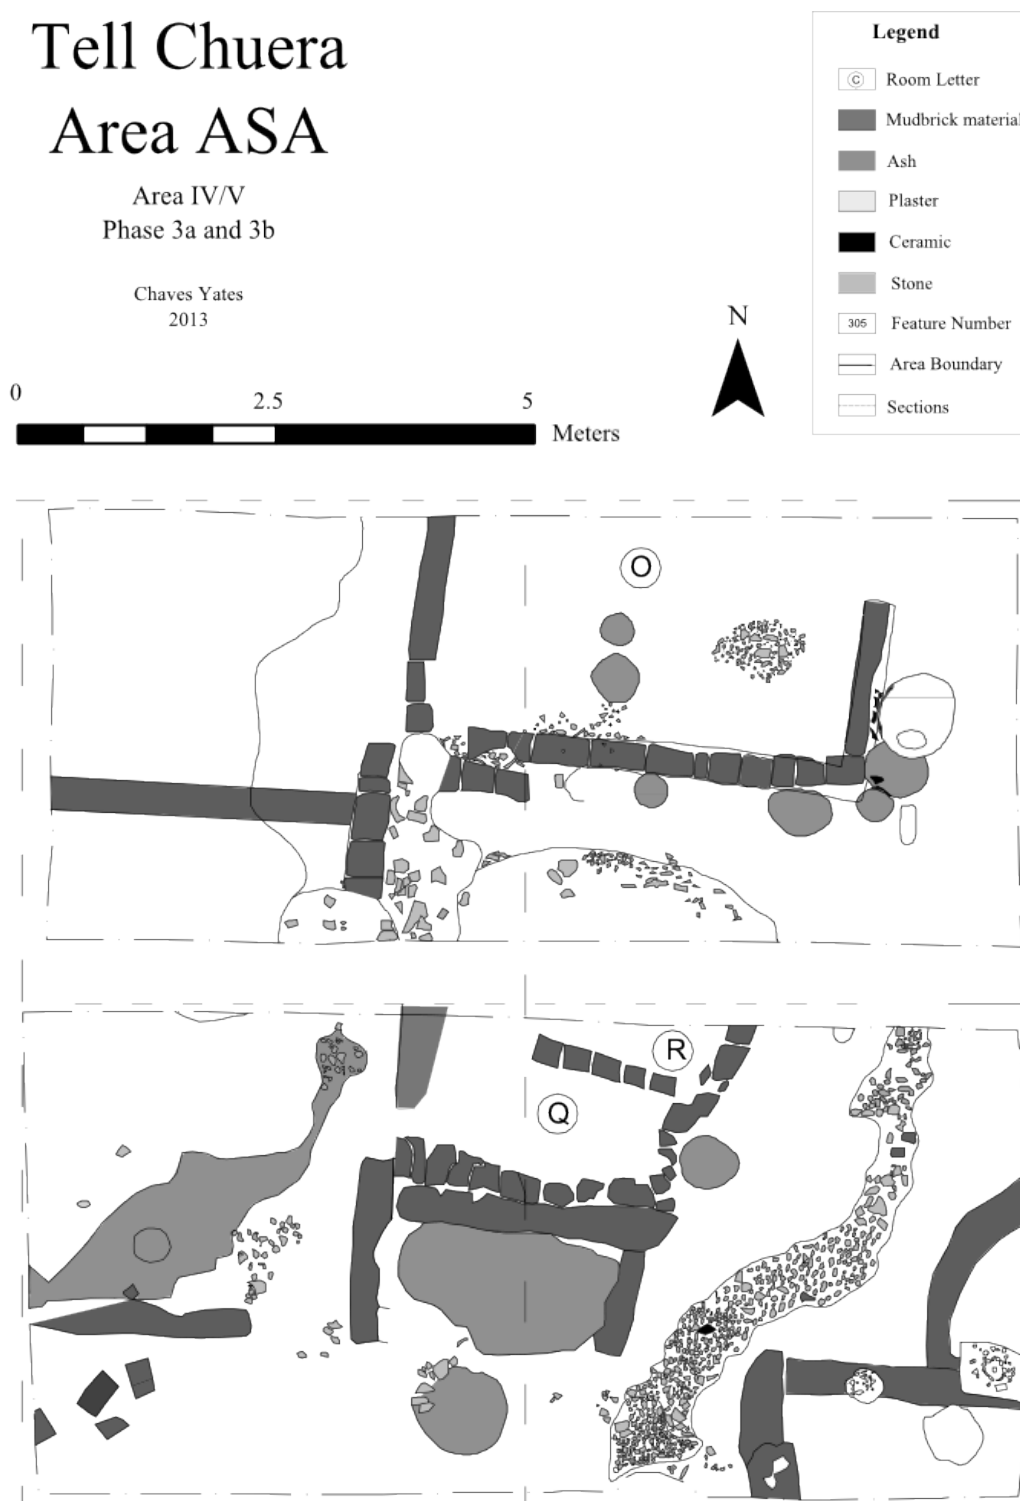 Tell Chuera
Area ASA
Area IV/V
Phase 3a and 3b
Chaves Yates
2013
0 2.5 5
Meters
N
Legend
C Room Letter
Mudbrick material
Ash
Plaster
Ceramic
Stone
305 Feature Number
Area Boundary
Sections
O
R
Q